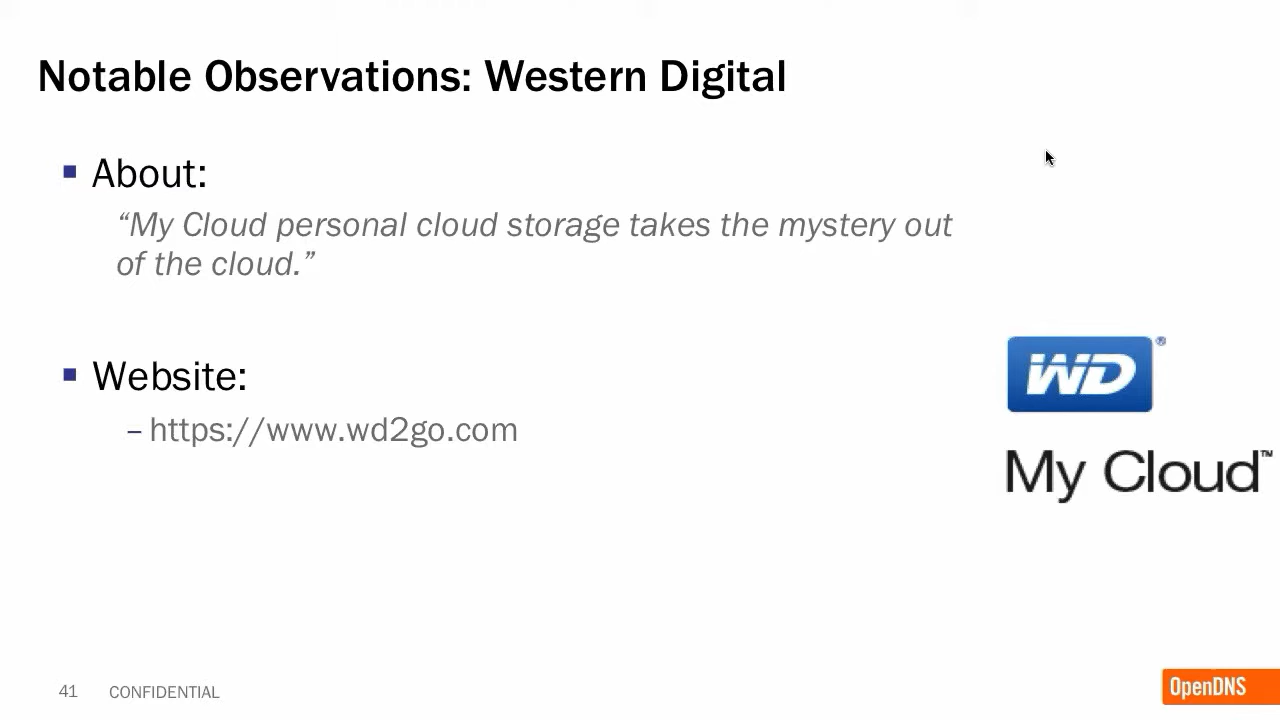 Notable Observations: Western Digital
▪ About:
“My Cloud personal cloud storage takes the mystery out
of the cloud.”
▪ Website:
– https://www.wd2go.com
WD®
My Cloud™
41 CONFIDENTIAL
OpenDNS